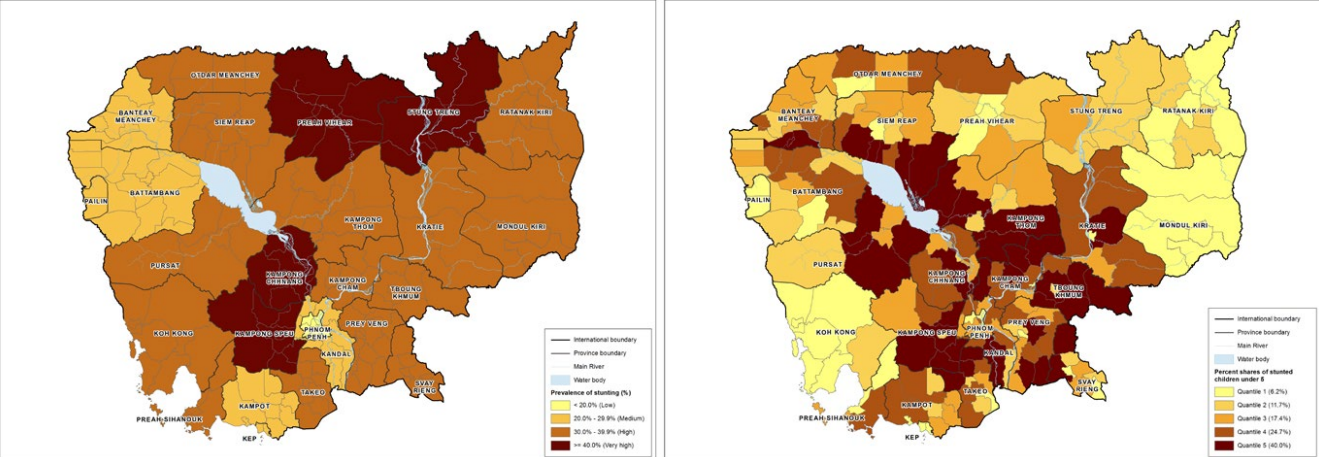 OTDAR MEANCHEY
BANTEAY
MEANCHEY
SIEM REAP
PREAH VIHEAR
STUNG TRENG
RATANAK KIRI
BATTAMBANG
PAILIN
KAMPONG
THOM
KRATIE
MONDUL KIRI
PURSAT
KAMPONG
CHHNANG
KAMPONG
CHAM
TBOUNG
KHMUM
KOH KONG
KAMPONG SPEU
PHNOM
PENH
PREY VENG
KANDAL
SVAY
RIENG
TAKEO
KAMPOT
PREAH SIHANOUK
KEP
International boundary
Province boundary
Main River
Water body
Prevalence of stunting (%)
< 20.0% (Low)
20.0% - 29.9% (Medium)
30.0% - 39.9% (High)
>= 40.0% (Very high)
OTDAR MEANCHEY
BANTEAY
MEANCHEY
SIEM REAP
PREAH VIHEAR
STUNG TRENG
RATANAK KIRI
BATTAMBANG
PAILIN
KAMPONG
THOM
KRATIE
MONDUL KIRI
PURSAT
KAMPONG
CHHNANG
KAMPONG
CHAM
TBOUNG
KHMUM
KOH KONG
KAMPONG SPEU
PHNOM
PENH
PREY VENG
KANDAL
SVAY
RIENG
TAKEO
KAMPOT
PREAH SIHANOUK
KEP
International boundary
Province boundary
Main River
Water body
Percent shares of stunted
children under 5
Quantile 1 (6.2%)
Quantile 2 (11.7%)
Quantile 3 (17.4%)
Quantile 4 (24.7%)
Quantile 5 (40.0%)